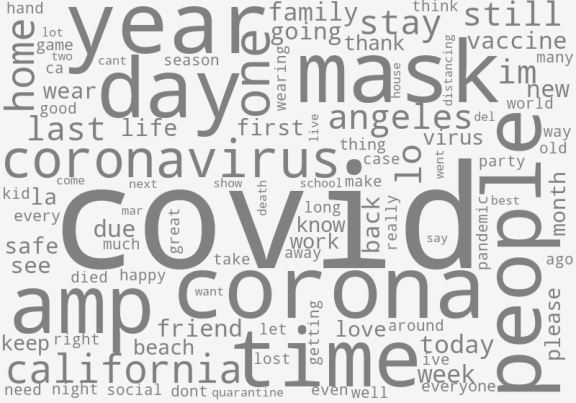 hand
lot
game
two
ca
cant
home
year
season
wear
good
day
one
family
going
thank
wearing
stay
think
still
vaccine
many
mask
house
distancing
im
new
last
life
first
live
angeles
del
world
virus
way
old
coronavirus
thing
case
lo
went
party
people
come
next
show
death
school
make
kid
la
every
mar
covid
due
much
great
long
know
work
away
back
really
say
pandemic
best
month
safe
see
take
ago
died
happy
want
corona
amp
friend
let
getting
love
around
please
keep
right
beach
lost
time
today
ive
week
everyone
california
need
night
social
dont
quarantine
even
well